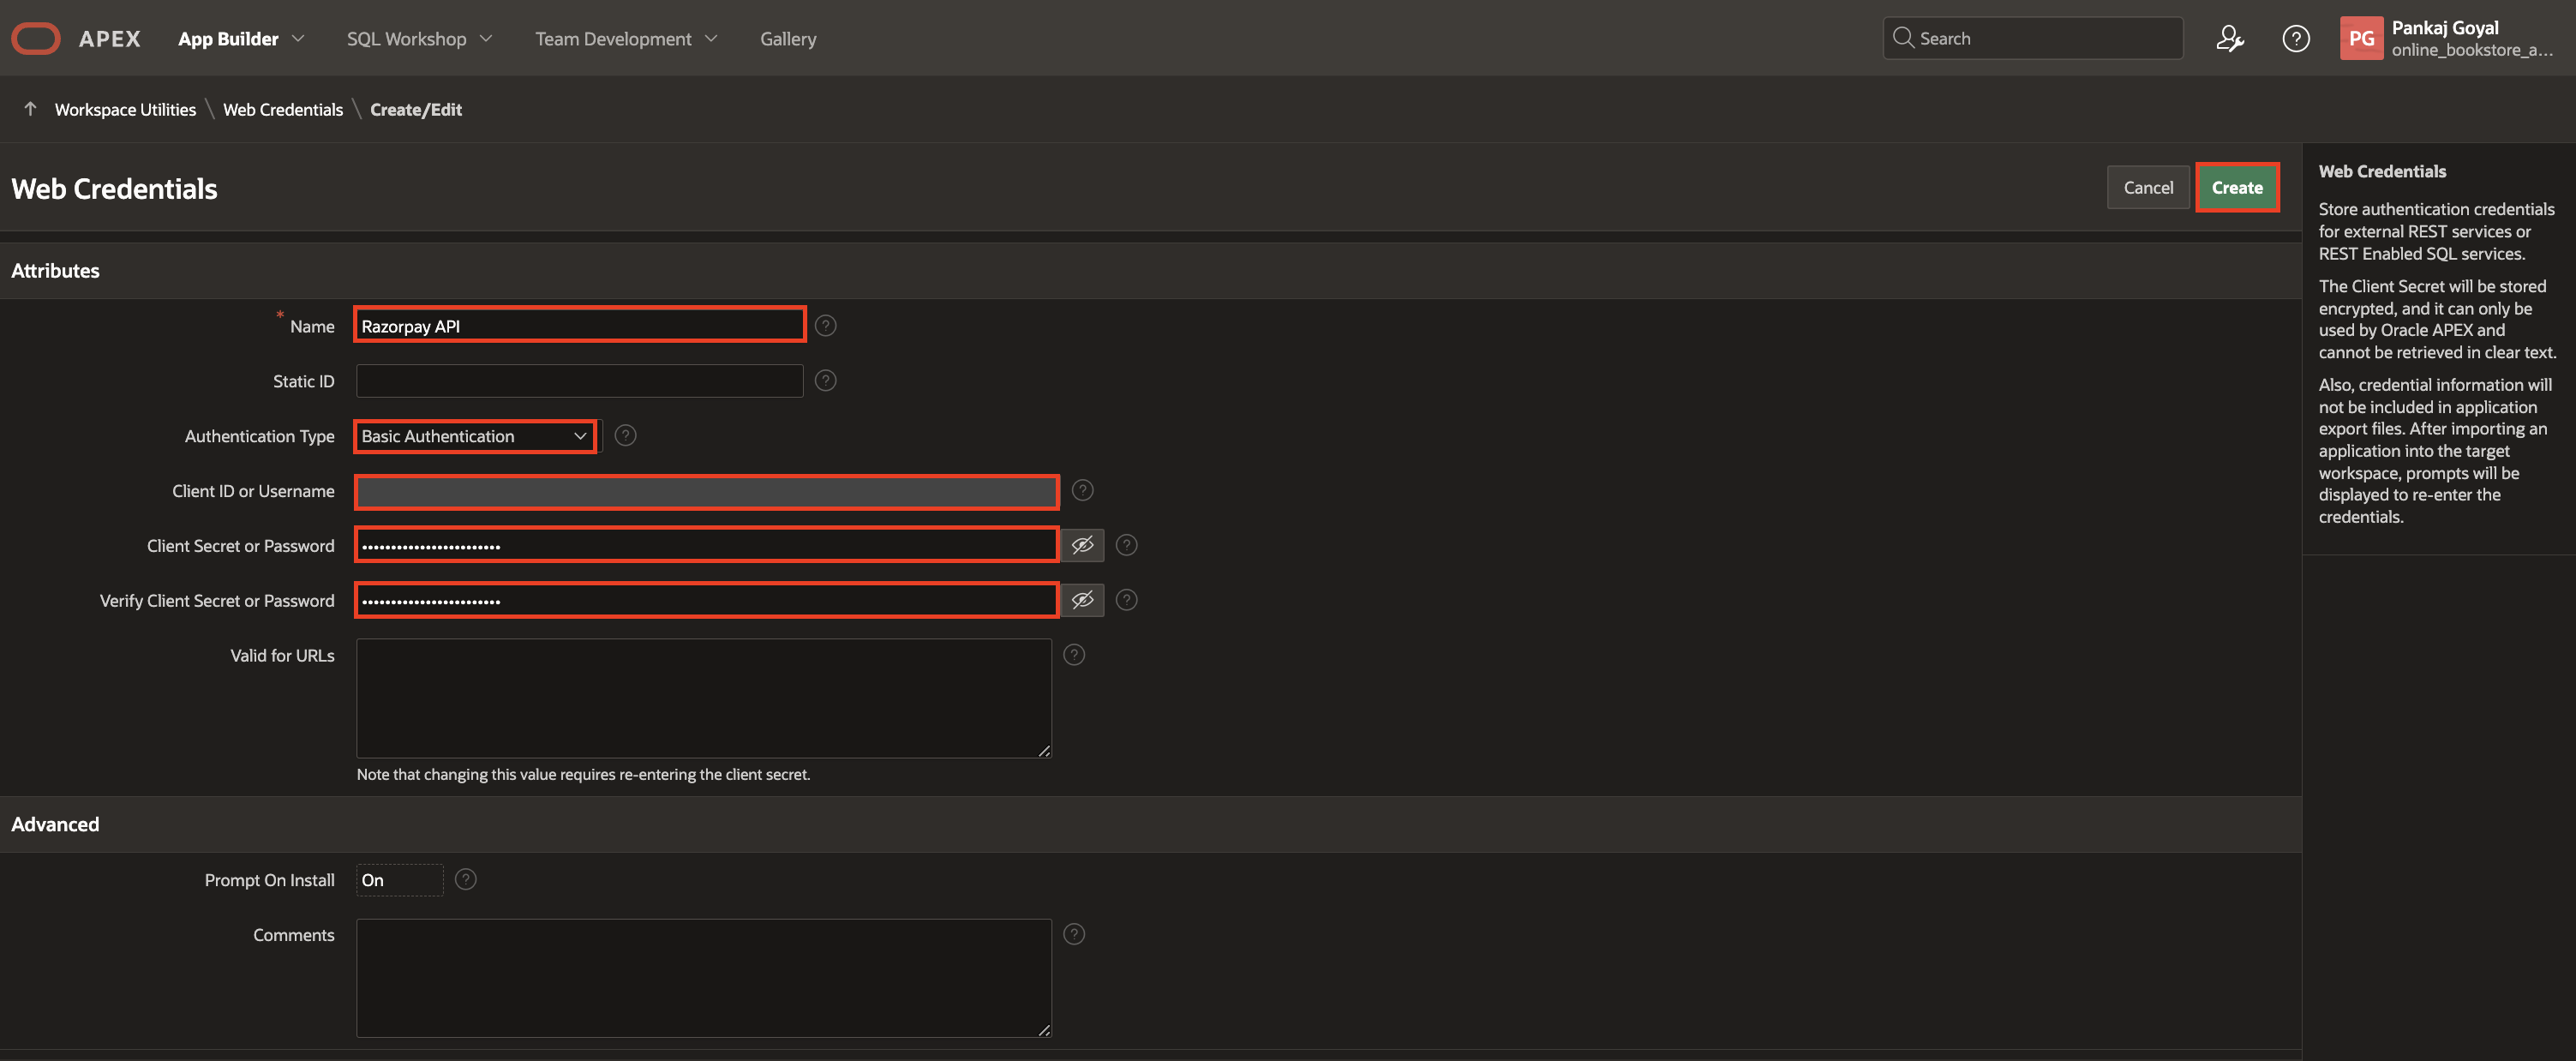 APEX
App Builder
SQL Workshop
Team Development
Gallery
Search
PG
Pankaj Goyal
online_bookstore_a...
Workspace Utilities \ Web Credentials \ Create/Edit
Web Credentials
Cancel
Create
Attributes
* Name
Razorpay API
Static ID
Authentication Type
Basic Authentication
Client ID or Username
Client Secret or Password
••••••••••••••••••••••••
Verify Client Secret or Password
••••••••••••••••••••••••
Valid for URLs
Note that changing this value requires re-entering the client secret.
Advanced
Prompt On Install
On
Comments
Web Credentials
Store authentication credentials
for external REST services or
REST Enabled SQL services.
The Client Secret will be stored
encrypted, and it can only be
used by Oracle APEX and
cannot be retrieved in clear text.
Also, credential information will
not be included in application
export files. After importing an
application into the target
workspace, prompts will be
displayed to re-enter the
credentials.